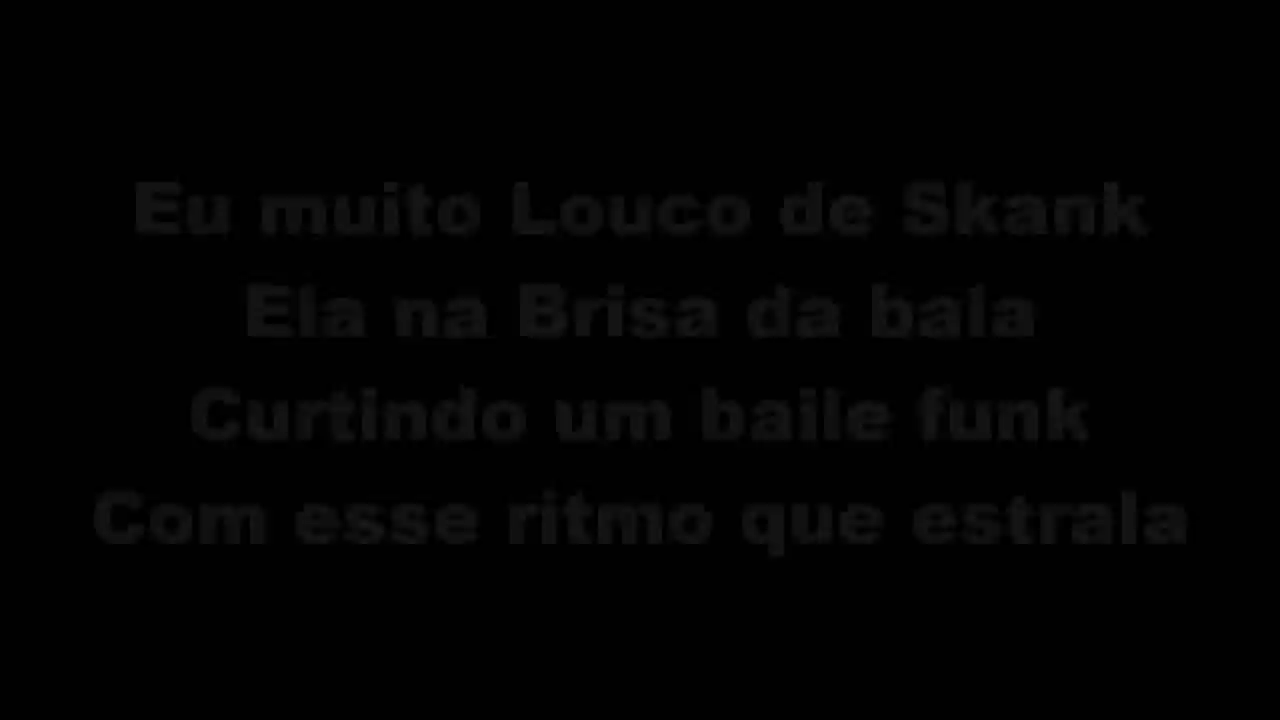 Eu muito Louco de Skank
Ela na Brisa da bala
Curtindo um baile funk
Com esse ritmo que estrala